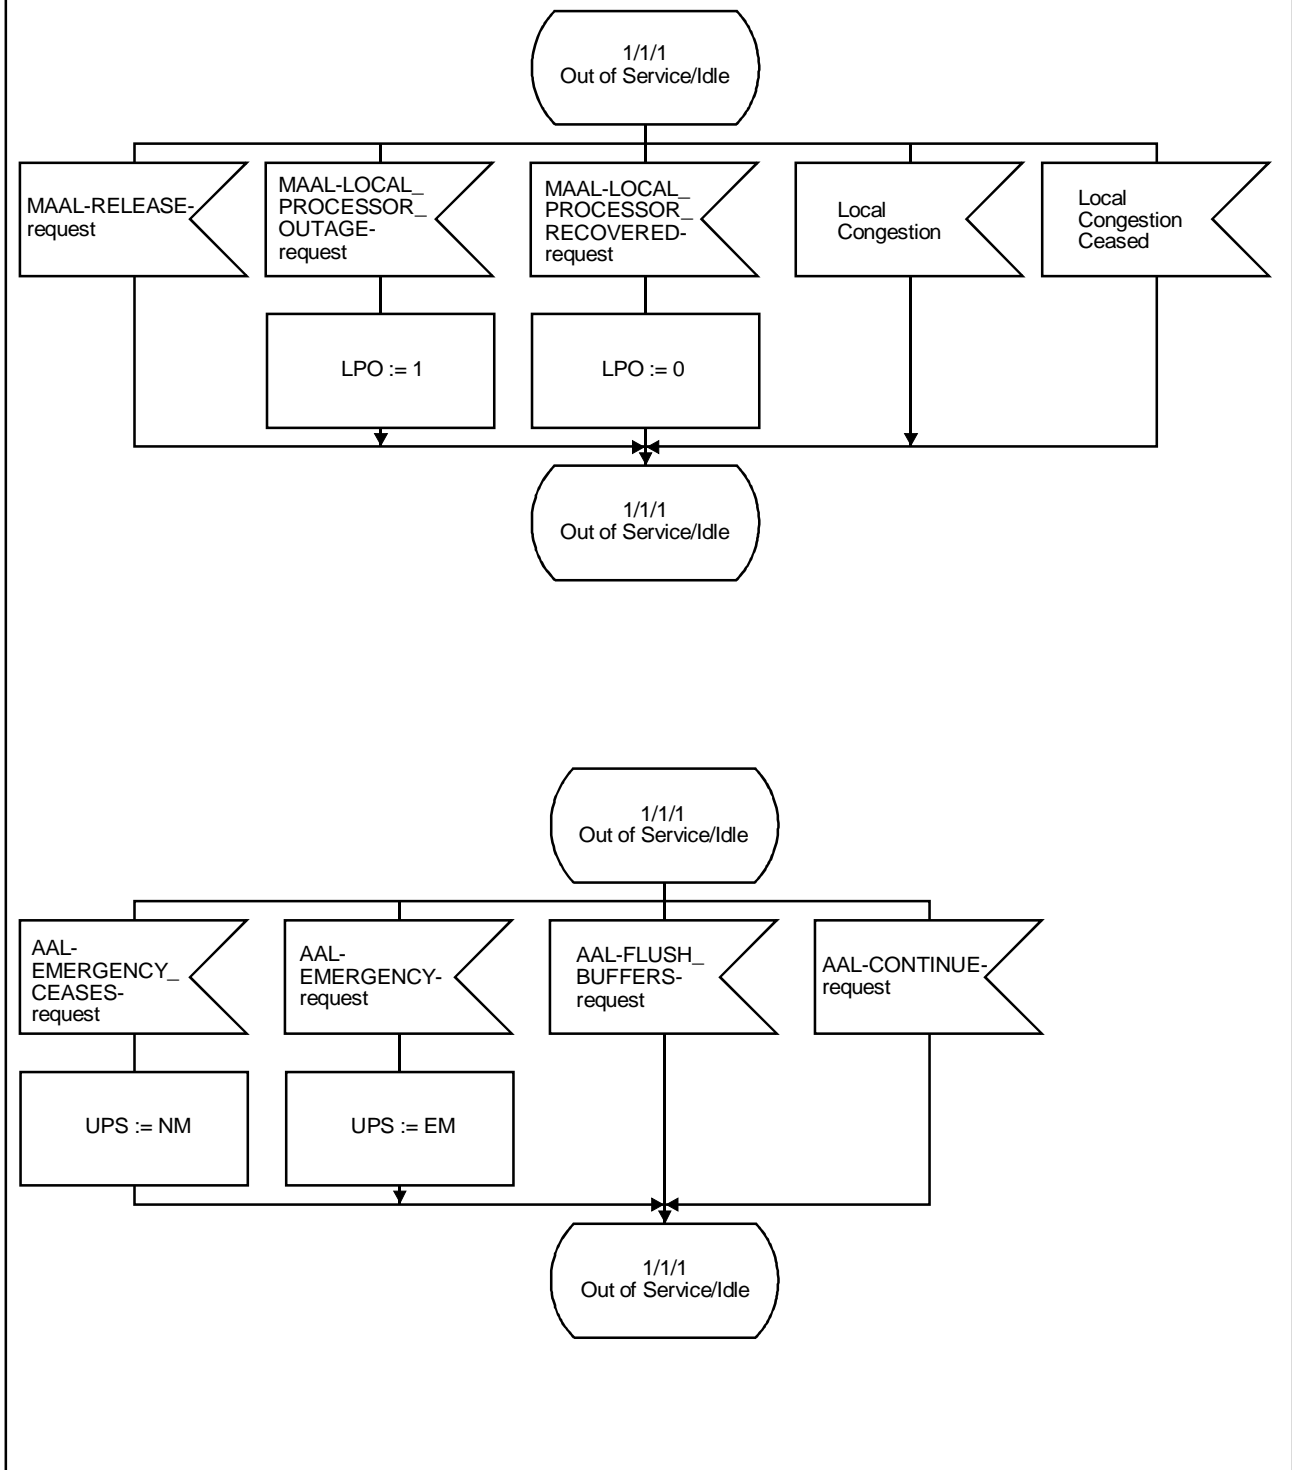 1/1/1
Out of Service/Idle
MAAL-RELEASE-
request
MAAL-LOCAL_
PROCESSOR_
OUTAGE-
request
MAAL-LOCAL_
PROCESSOR_
RECOVERED-
request
Local
Congestion
Local
Congestion
Ceased
LPO := 1
LPO := 0
1/1/1
Out of Service/Idle
1/1/1
Out of Service/Idle
AAL-
EMERGENCY_
CEASES-
request
AAL-
EMERGENCY-
request
AAL-FLUSH_
BUFFERS-
request
AAL-CONTINUE-
request
UPS := NM
UPS := EM
1/1/1
Out of Service/Idle